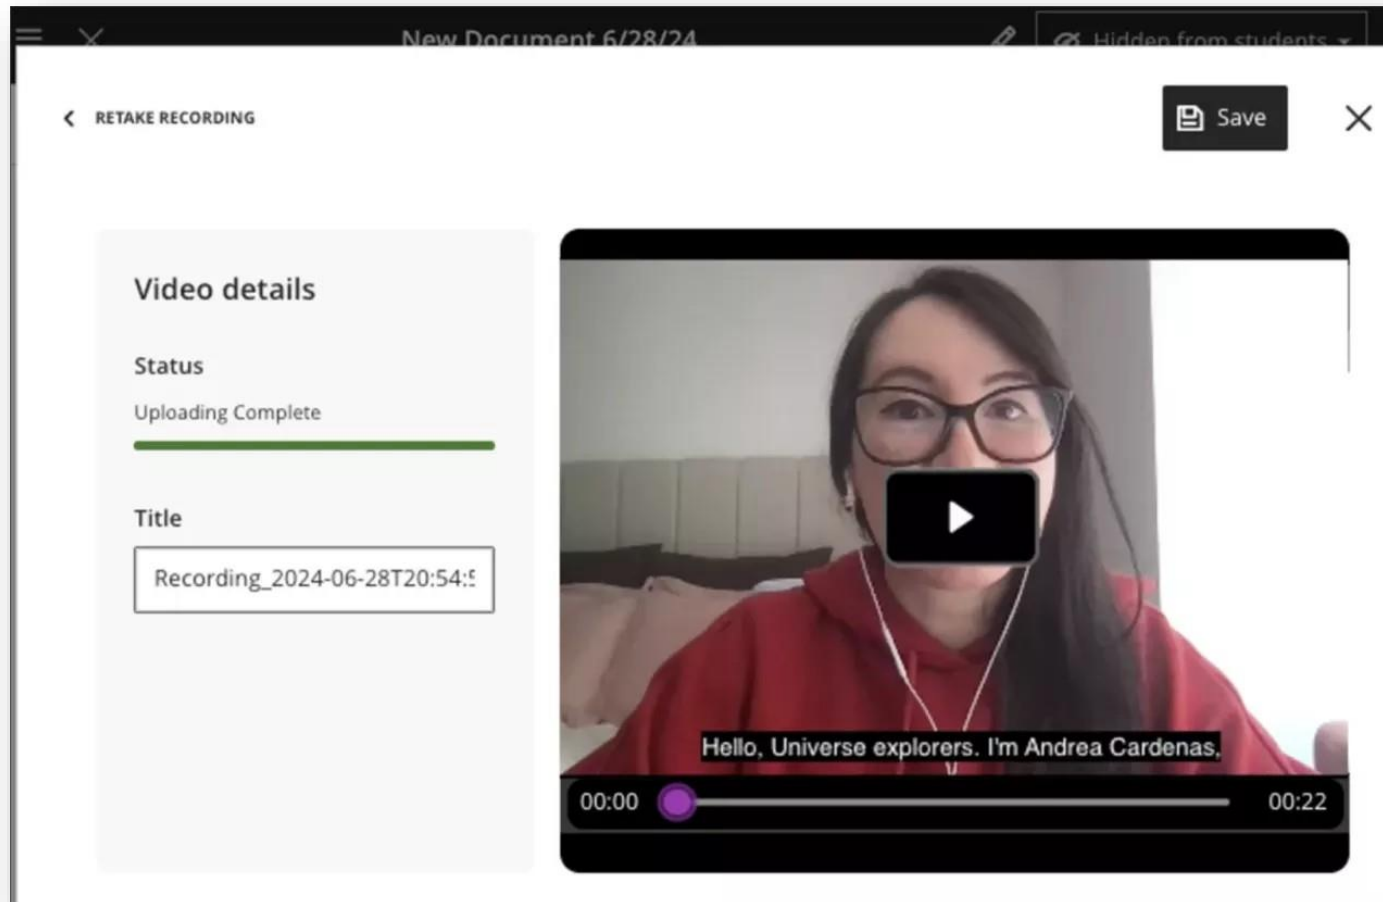 New Document 6/28/24
Hidden from students
RETAKE RECORDING
Save
Video details
Status
Uploading Complete
Title
Recording_2024-06-28T20:54:5
Hello, Universe explorers. I'm Andrea Cardenas,
00:00
00:22